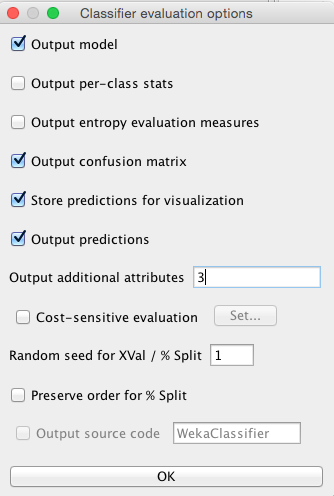 Classifier evaluation options
Output model
Output per-class stats
Output entropy evaluation measures
Output confusion matrix
Store predictions for visualization
Output predictions
Output additional attributes 3
Cost-sensitive evaluation Set...
Random seed for XVal / % Split 1
Preserve order for % Split
Output source code WekaClassifier
OK